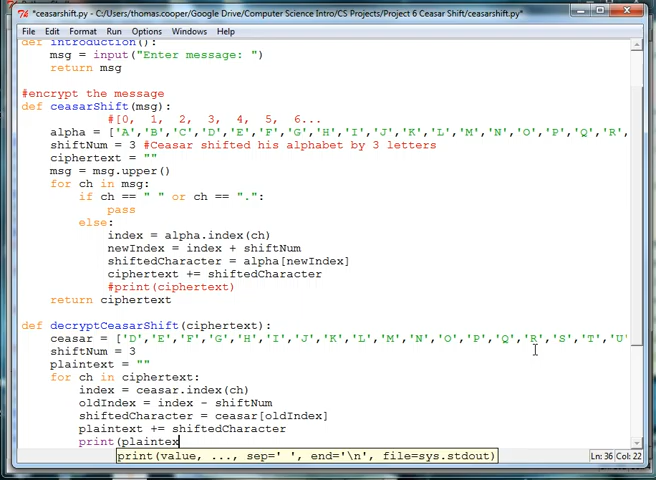 *ceasarshift.py - C:/Users/thomas.cooper/Google Drive/Computer Science Intro/CS Projects/Project 6 Ceasar Shift/ceasarshift.py*
File Edit Format Run Options Windows Help
def introduction():
    msg = input("Enter message: ")
    return msg
#encrypt the message
def ceasarShift(msg):
            #[0,  1,   2,   3,   4,   5,   6...
    alpha = ['A','B','C','D','E','F','G','H','I','J','K','L','M','N','O','P','Q','R',
    shiftNum = 3 #Ceasar shifted his alphabet by 3 letters
    ciphertext = ""
    msg = msg.upper()
    for ch in msg:
        if ch == " " or ch == ".":
            pass
        else:
            index = alpha.index(ch)
            newIndex = index + shiftNum
            shiftedCharacter = alpha[newIndex]
            ciphertext += shiftedCharacter
            #print(ciphertext)
    return ciphertext
def decryptCeasarShift(ciphertext):
    ceasar = ['D','E','F','G','H','I','J','K','L','M','N','O','P','Q','R','S','T','U'
    shiftNum = 3
    plaintext = ""
    for ch in ciphertext:
        index = ceasar.index(ch)
        oldIndex = index - shiftNum
        shiftedCharacter = ceasar[oldIndex]
        plaintext += shiftedCharacter
        print(plaintex
print(value, ..., sep=' ', end='\n', file=sys.stdout)
Ln: 36 Col: 22